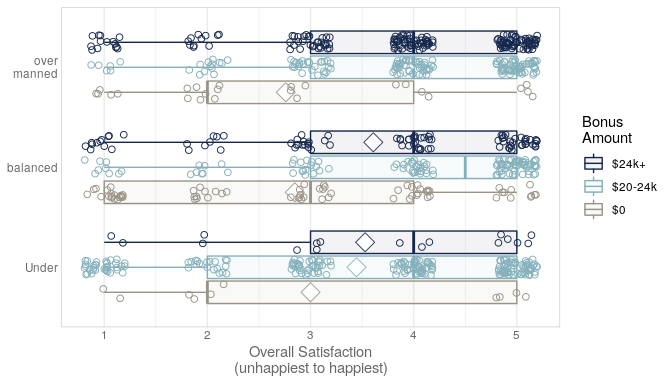 over
manned
balanced
Under
1 2 3 4 5
Overall Satisfaction
(unhappiest to happiest)
Bonus
Amount
$24k+
$20-24k
$0